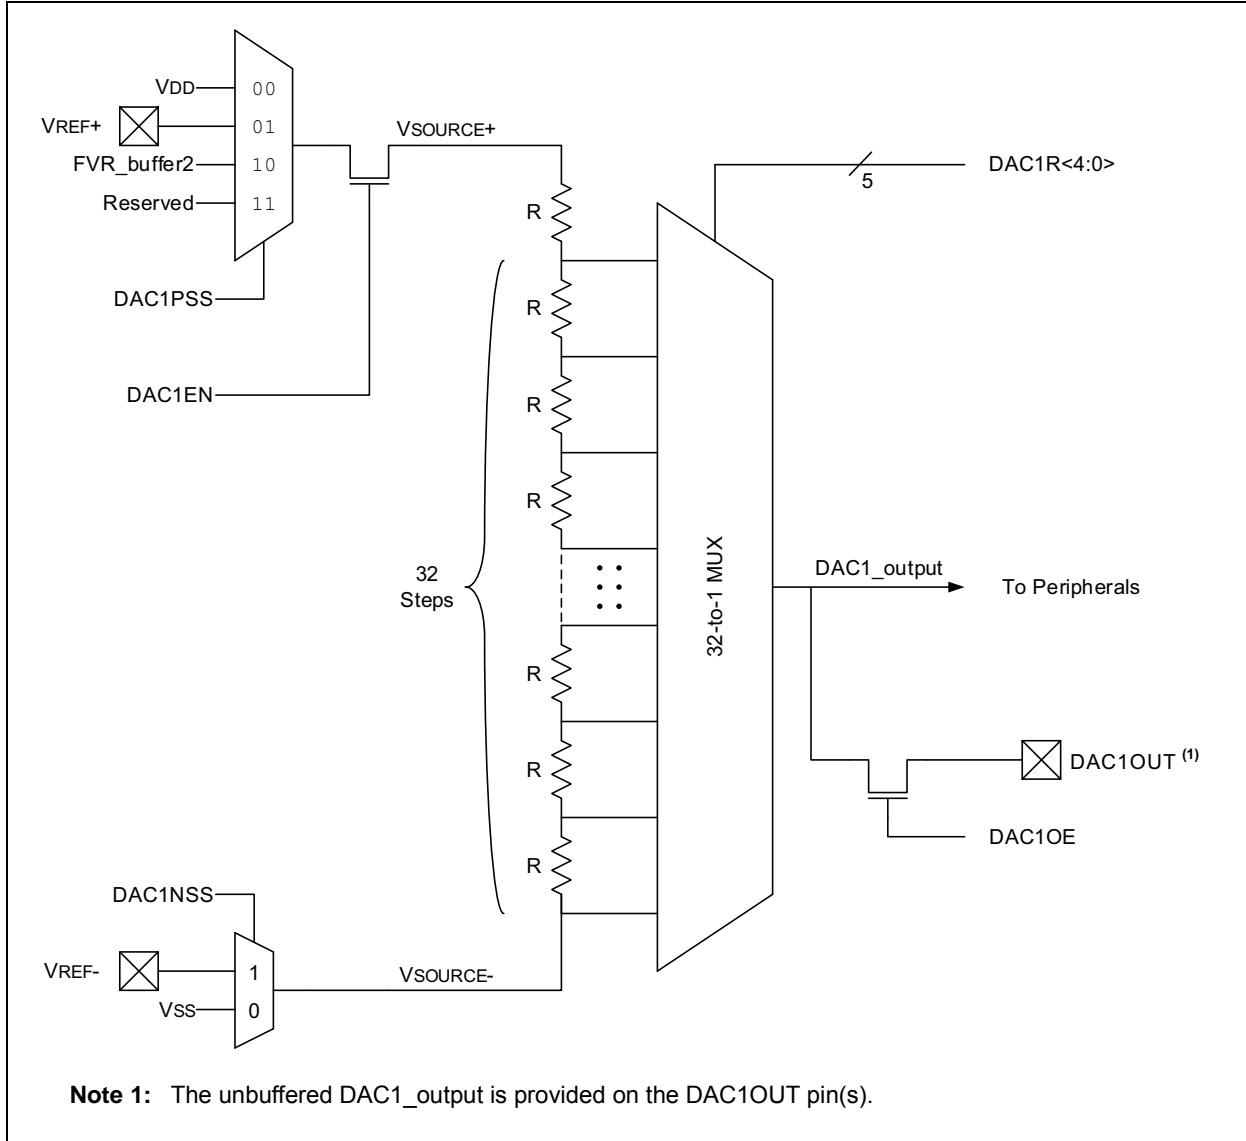 VDD
00
VREF+
01
FVR_buffer2
10
Reserved
11
VSOURCE+
DAC1R<4:0>
5
R
DAC1PSS
R
DAC1EN
R
R
32
Steps
32-to-1 MUX
DAC1_output
To Peripherals
R
R
DAC1OUT (1)
DAC1OE
R
DAC1NSS
VREF-
1
VSOURCE-
VSS
0
Note 1: The unbuffered DAC1_output is provided on the DAC1OUT pin(s).